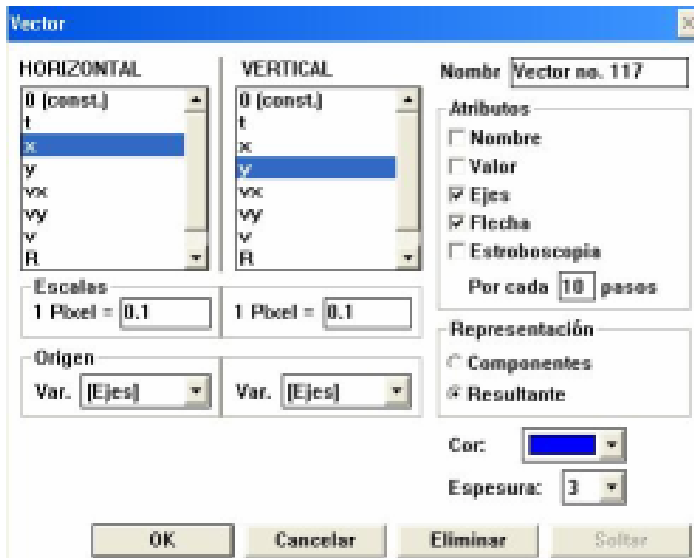 Vector
HORIZONTAL
0 (const.)
t
x
y
vx
vy
v
R
VERTICAL
0 (const.)
t
x
y
vx
vy
v
R
Escalas
1 Pixel = 0.1
1 Pixel = 0.1
Origen
Var. [Ejes]
Var. [Ejes]
Nombr Vector no. 117
Atributos
Nombre
Valor
Ejes
Flecha
Estroboscopia
Por cada 10 pasos
Representación
Componentes
Resultante
Cor:
Espesura: 3
OK
Cancelar
Eliminar
Soltar